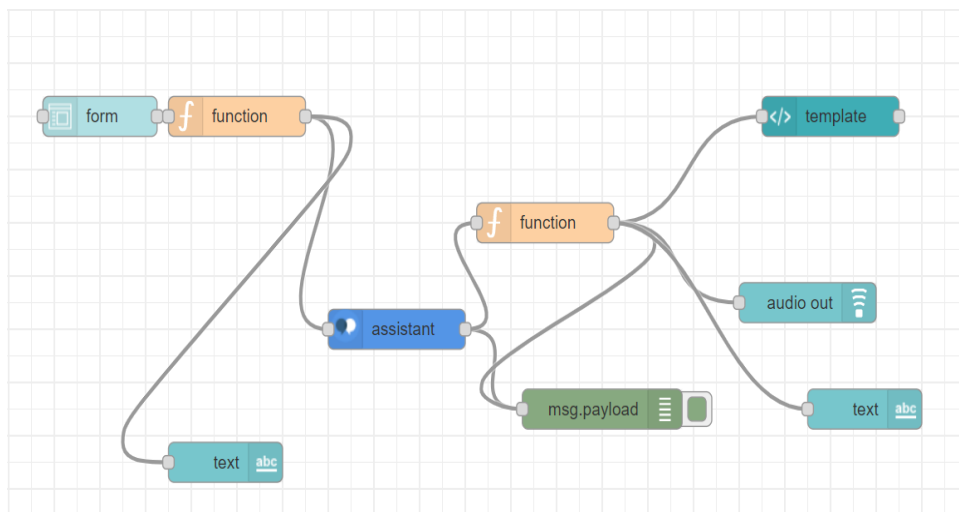 form
function
template
function
audio out
assistant
msg.payload
text
abc
text
abc